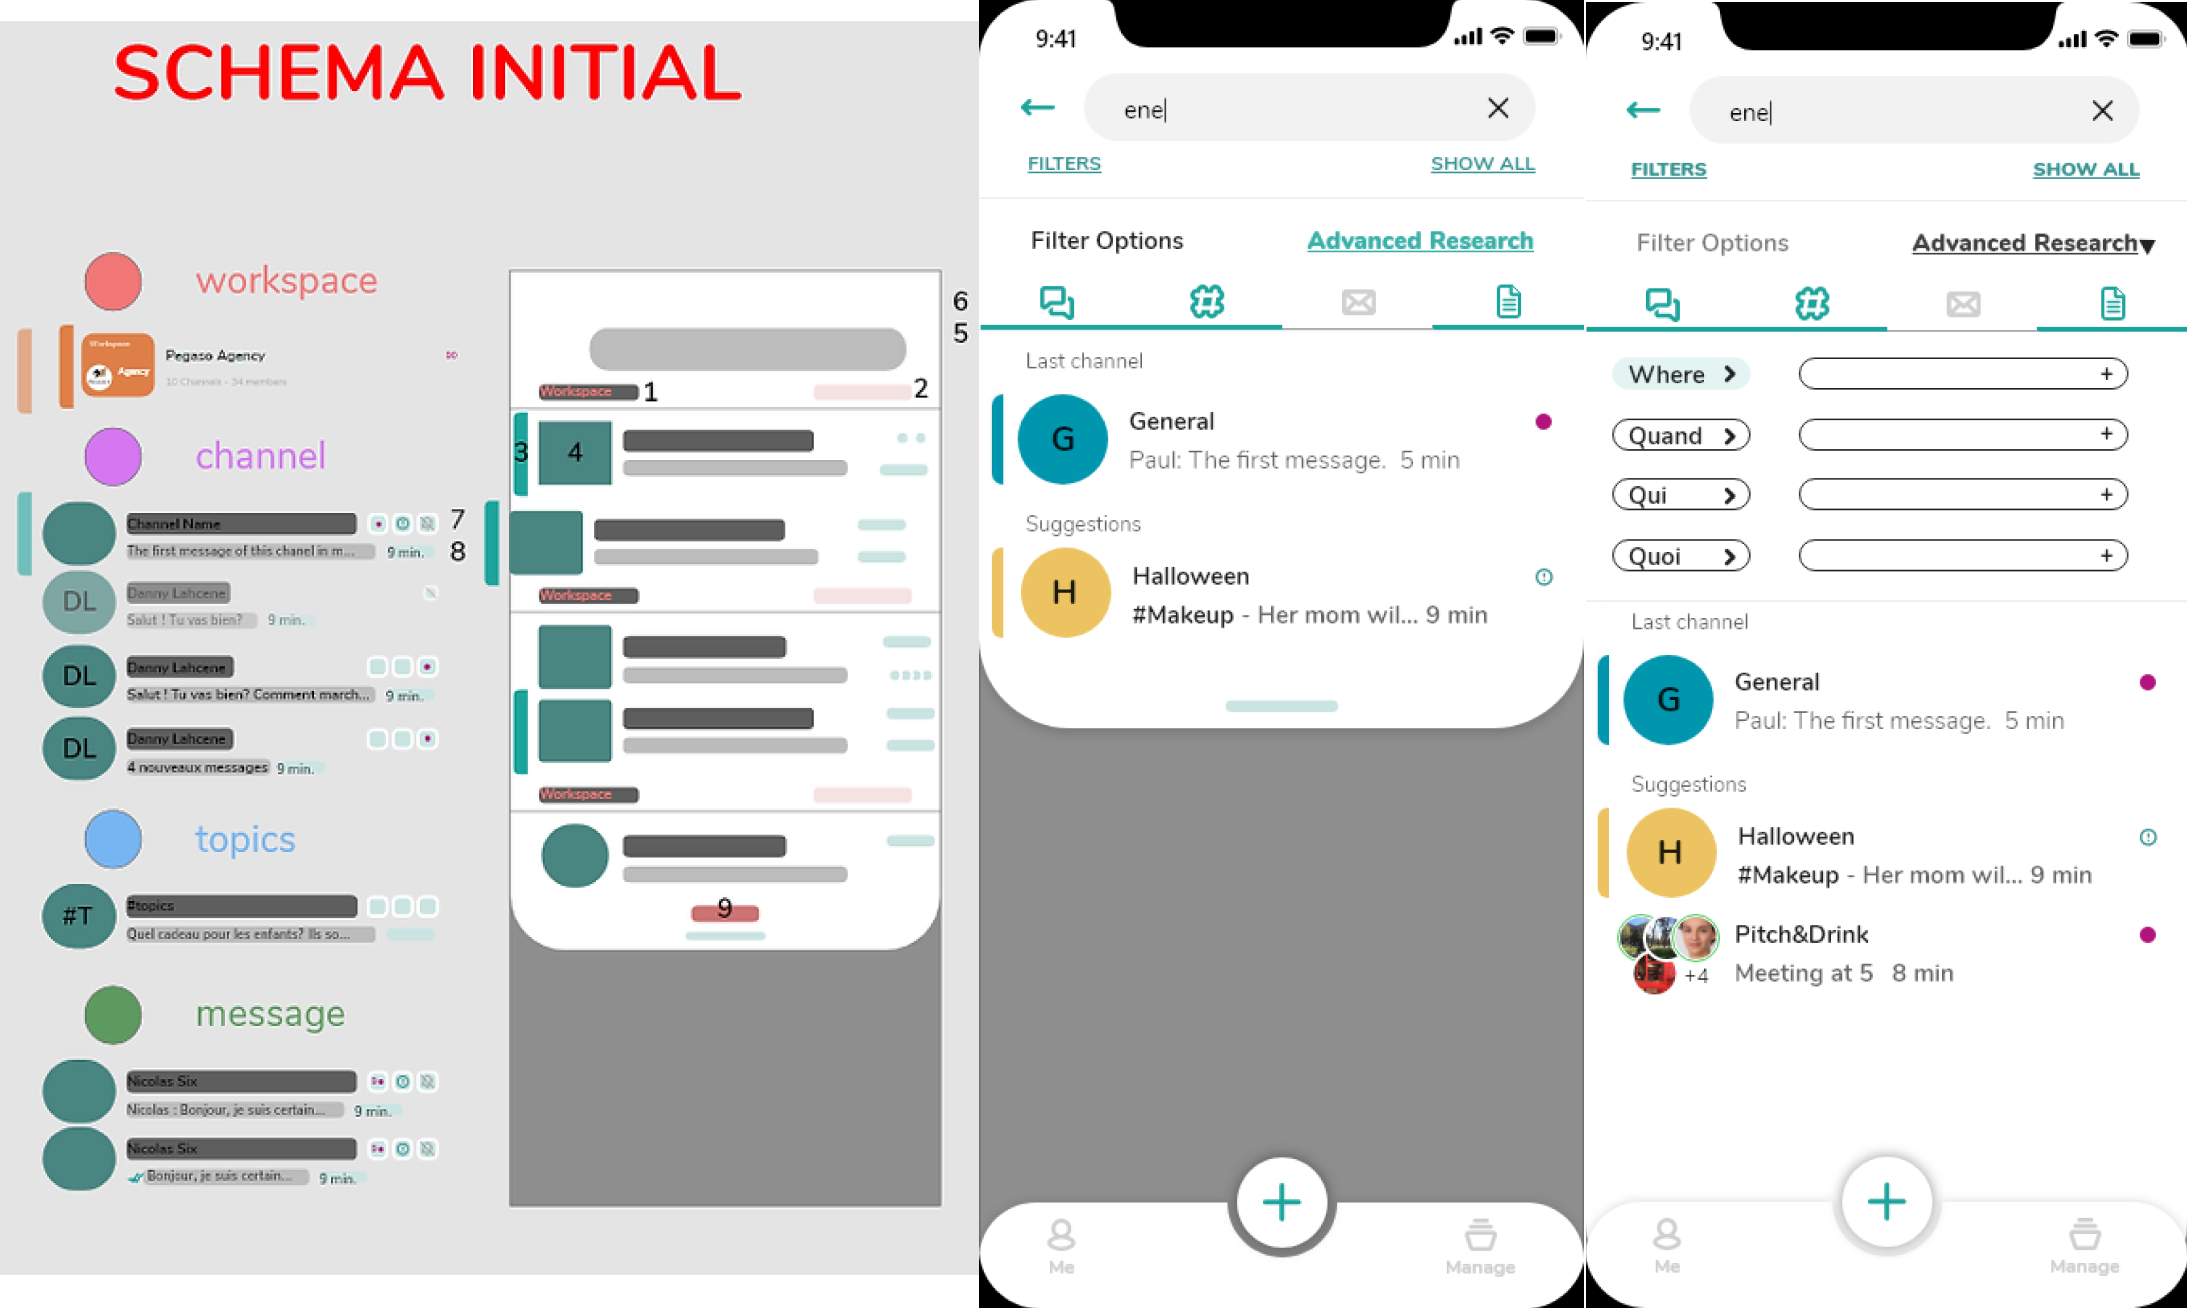 SCHEMA INITIAL
workspace
Workspace
Agency
Pegaso Agency
10 Channels - 34 members
channel
Channel Name
The first message of this chanel in m...
9 min.
7
8
DL
Danny Lahcene
Salut ! Tu vas bien?
9 min.
DL
Danny Lahcene
Salut ! Tu vas bien? Comment march...
9 min.
DL
Danny Lahcene
4 nouveaux messages
9 min.
topics
#T
#topics
Quel cadeau pour les enfants? Ils so...
message
Nicolas Six
Nicolas : Bonjour, je suis certain...
9 min.
Nicolas Six
Bonjour, je suis certain...
9 min.
6
5
Workspace
1
2
3
4
Workspace
Workspace
9
9:41
ene
FILTERS
SHOW ALL
Filter Options
Advanced Research
Last channel
G
General
Paul: The first message. 5 min
Suggestions
H
Halloween
#Makeup - Her mom wil... 9 min
Me
Manage
9:41
ene
FILTERS
SHOW ALL
Filter Options
Advanced Research
Where
+
Quand
+
Qui
+
Quoi
+
Last channel
G
General
Paul: The first message. 5 min
Suggestions
H
Halloween
#Makeup - Her mom wil... 9 min
Pitch&Drink
+4
Meeting at 5 8 min
Me
Manage